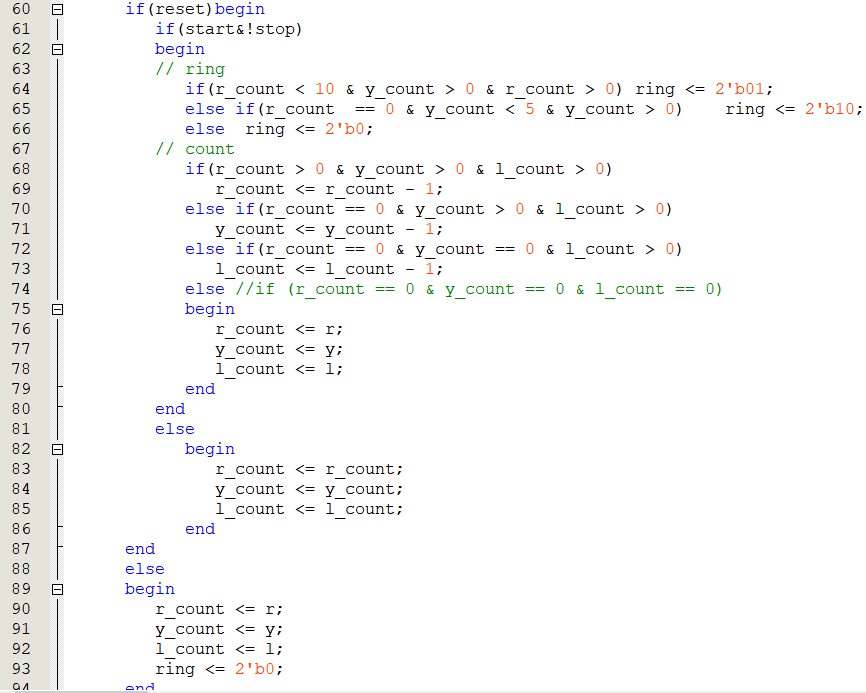 60 if(reset)begin
61 if(start&!stop)
62 begin
63 // ring
64 if(r_count < 10 & y_count > 0 & r_count > 0) ring <= 2'b01;
65 else if(r_count == 0 & y_count < 5 & y_count > 0) ring <= 2'b10;
66 else ring <= 2'b0;
67 // count
68 if(r_count > 0 & y_count > 0 & l_count > 0)
69 r_count <= r_count - 1;
70 else if(r_count == 0 & y_count > 0 & l_count > 0)
71 y_count <= y_count - 1;
72 else if(r_count == 0 & y_count == 0 & l_count > 0)
73 l_count <= l_count - 1;
74 else //if (r_count == 0 & y_count == 0 & l_count == 0)
75 begin
76 r_count <= r;
77 y_count <= y;
78 l_count <= l;
79 end
80 end
81 else
82 begin
83 r_count <= r_count;
84 y_count <= y_count;
85 l_count <= l_count;
86 end
87 end
88 else
89 begin
90 r_count <= r;
91 y_count <= y;
92 l_count <= l;
93 ring <= 2'b0;
94 end